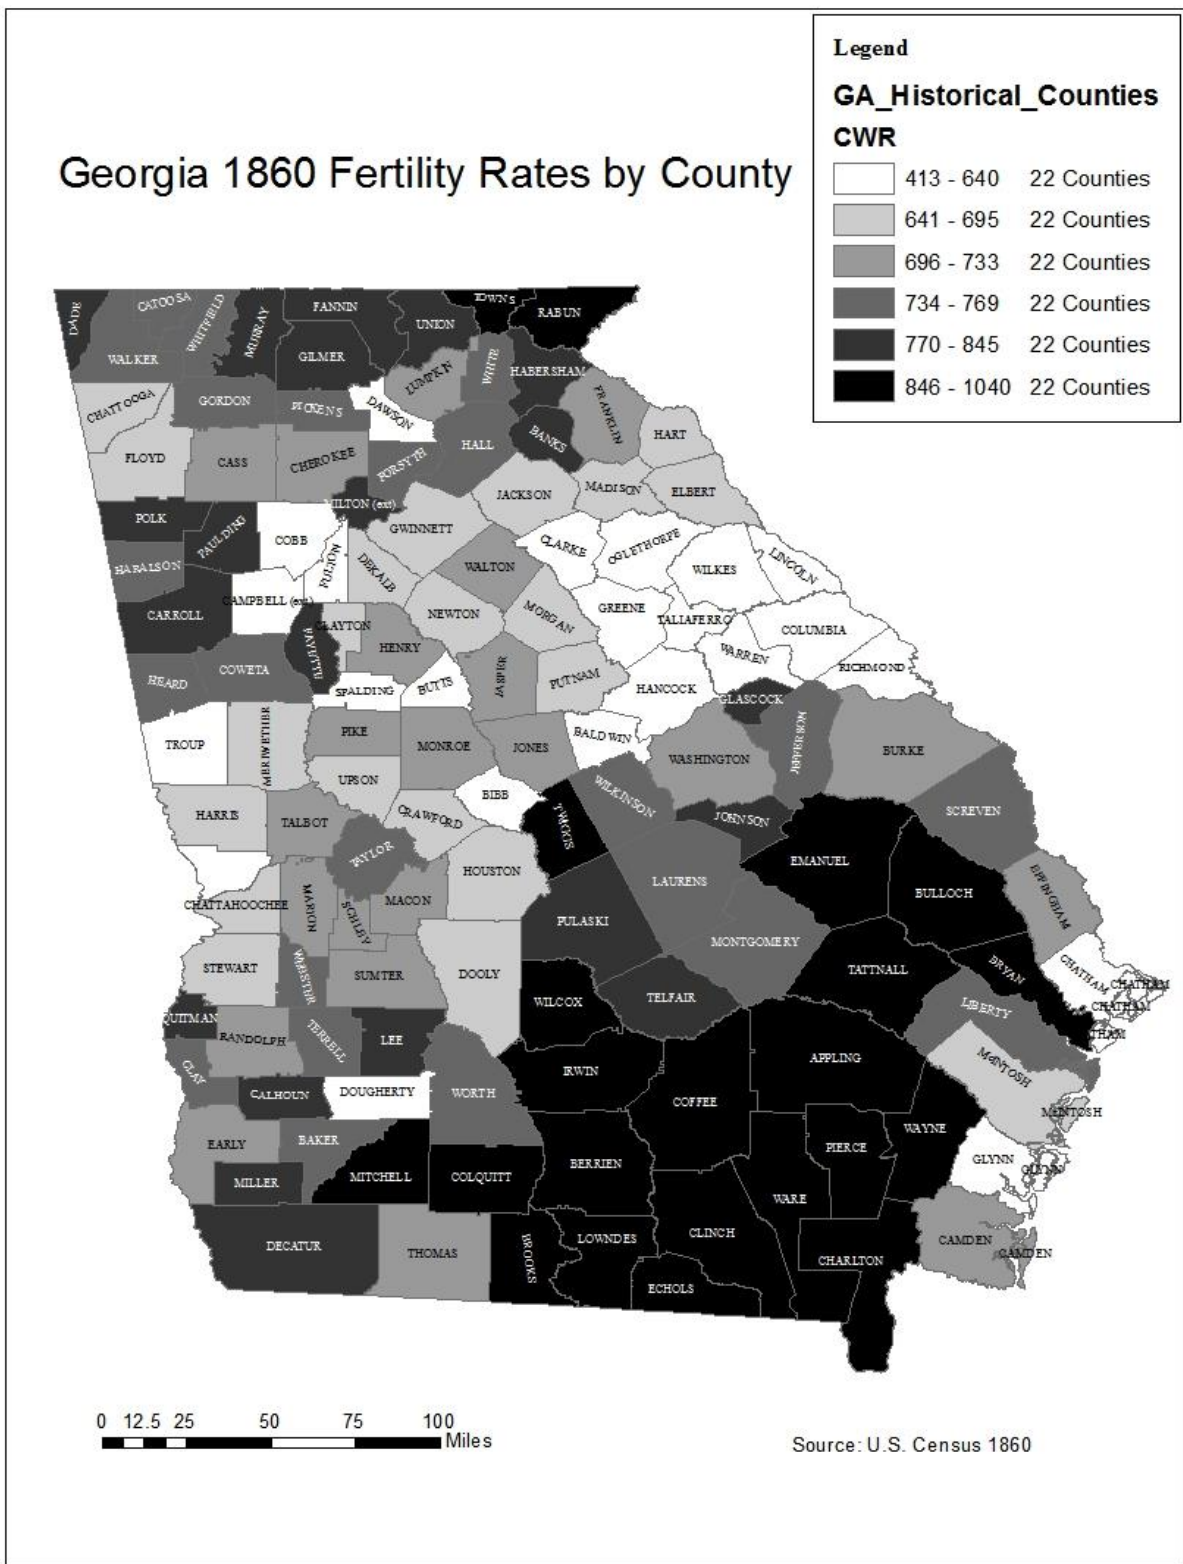 Legend
GA_Historical_Counties
CWR
413 - 640 22 Counties
641 - 695 22 Counties
696 - 733 22 Counties
734 - 769 22 Counties
770 - 845 22 Counties
846 - 1040 22 Counties
Georgia 1860 Fertility Rates by County
DADE
CATOOSA
WHITFIELD
MURRAY
FANNIN
UNION
TOWNS
RABUN
WALKER
GILMER
LUMPKIN
WHITE
HABERSHAM
CHATTOOGA
GORDON
PICKENS
DAWSON
FRANKLIN
HALL
BANKS
HART
FLOYD
CASS
CHEROKEE
FORSYTH
JACKSON
MADISON
ELBERT
MILTON (ext)
POLK
PAULDING
COBB
FULTON
GWINNETT
CLARKE
OGLETHORPE
WILKES
LINCOLN
HARALSON
DEKALB
WALTON
CARROLL
CAMPBELL (ext)
CLAYTON
FAYETTE
HENRY
NEWTON
MORGAN
GREENE
TALIAFERRO
COLUMBIA
WARREN
RICHMOND
HEARD
COWETA
SPALDING
BUTTS
JASPER
PUTNAM
HANCOCK
GLASCOCK
TROUP
MERIWETHER
PIKE
MONROE
JONES
BALDWIN
WASHINGTON
JEFFERSON
BURKE
UPSON
BIBB
WILKINSON
HARRIS
TALBOT
CRAWFORD
TWIGGS
JOHNSON
SCREVEN
TAYLOR
HOUSTON
LAURENS
EMANUEL
BULLOCH
EFFINGHAM
CHATTAHOOCHEE
MARION
SCHLEY
MACON
PULASKI
MONTGOMERY
STEWART
WEBSTER
SUMTER
DOOLY
TATTNALL
BRYAN
CHATHAM
CHATHAM
CHATHAM
THAM
WILCOX
TELFAIR
LIBERTY
QUITMAN
RANDOLPH
TERRELL
LEE
CLAY
CALHOUN
DOUGHERTY
WORTH
IRWIN
COFFEE
APPLING
MCINTOSH
MCINTOSH
EARLY
BAKER
MILLER
MITCHELL
COLQUITT
BERRIEN
PIERCE
WAYNE
WARE
GLYNN
GLYNN
DECATUR
THOMAS
BROOKS
LOWNDES
ECHOLS
CLINCH
CHARLTON
CAMDEN
CAMDEN
0 12.5 25 50 75 100
Miles
Source: U.S. Census 1860